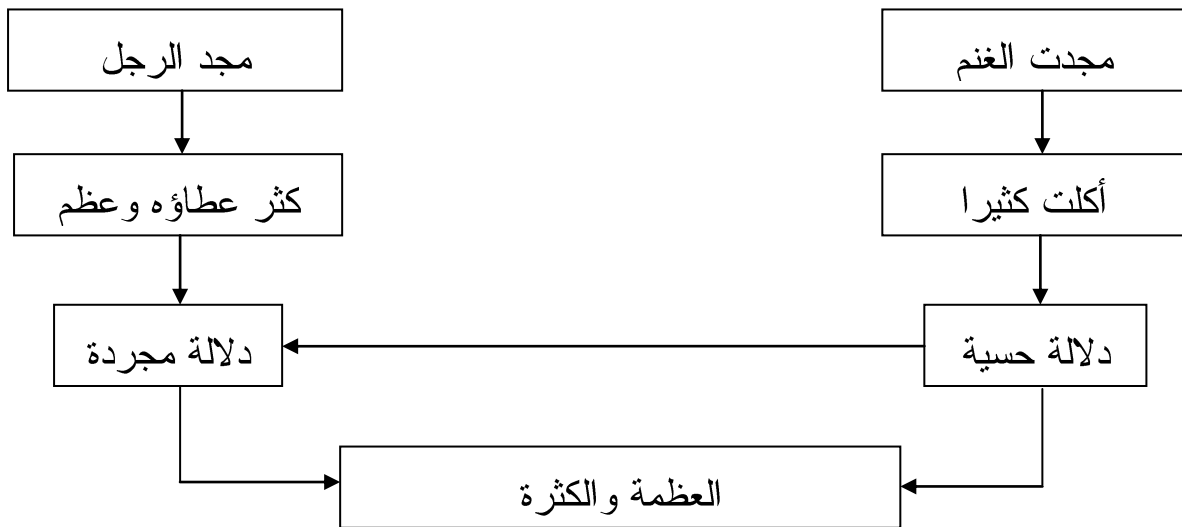 مجدت الغنم
مجد الرجل
أكلت كثيرا
كثر عطاؤه وعظم
دلالة حسية
دلالة مجردة
العظمة والكثرة